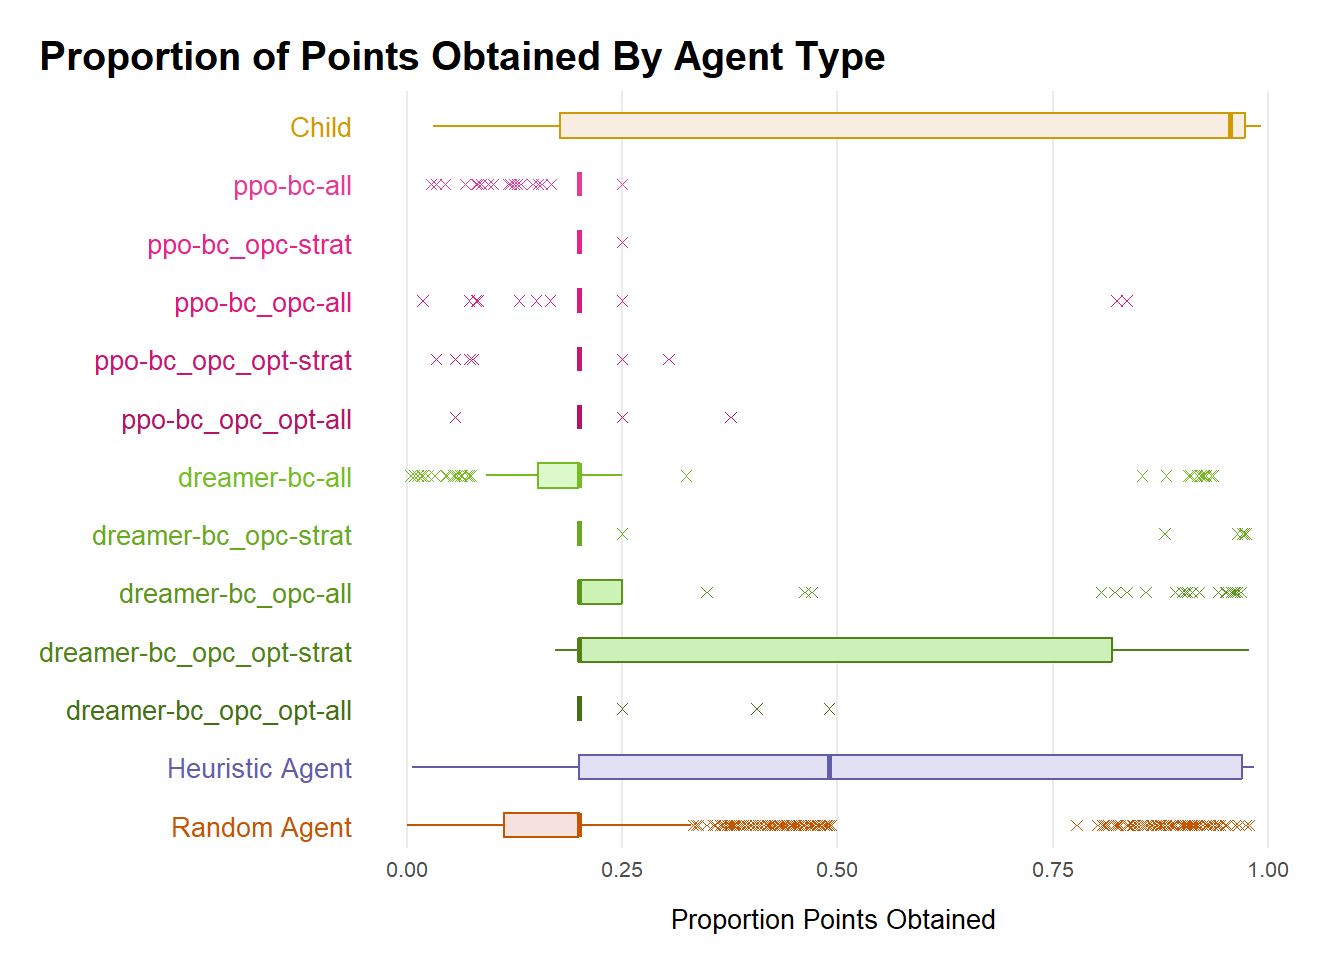 Proportion of Points Obtained By Agent Type
Child
ppo-bc-all
ppo-bc_opc-strat
ppo-bc_opc-all
ppo-bc_opc_opt-strat
ppo-bc_opc_opt-all
dreamer-bc-all
dreamer-bc_opc-strat
dreamer-bc_opc-all
dreamer-bc_opc_opt-strat
dreamer-bc_opc_opt-all
Heuristic Agent
Random Agent
0.00 0.25 0.50 0.75 1.00
Proportion Points Obtained